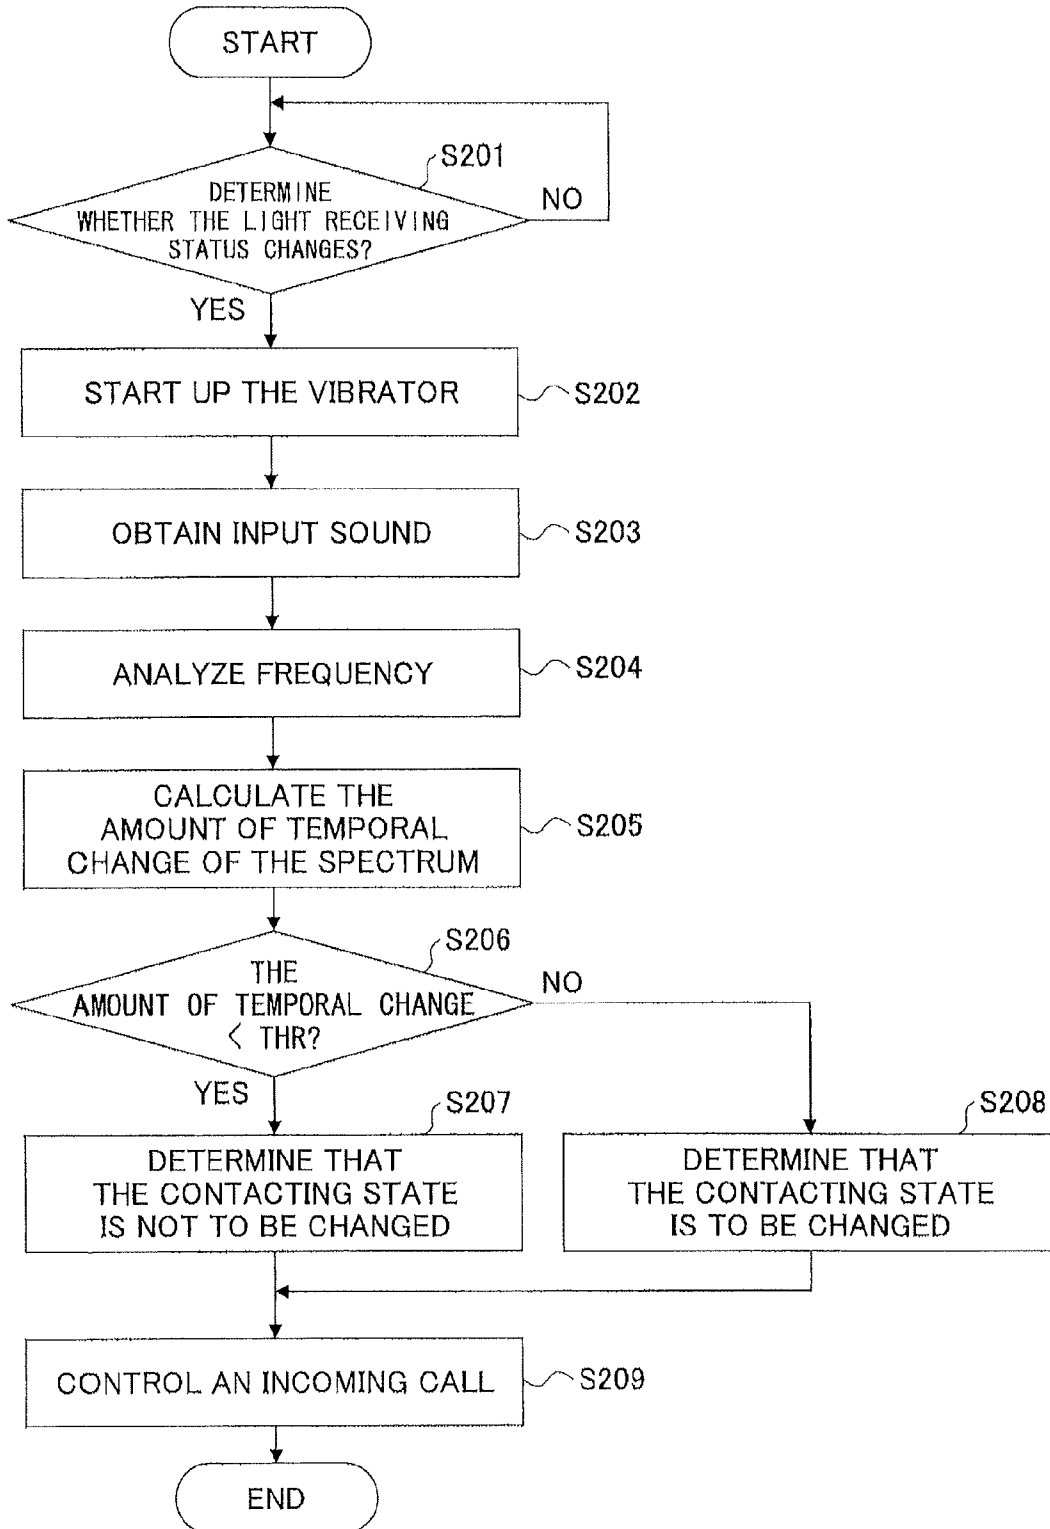 START
S201
DETERMINE
WHETHER THE LIGHT RECEIVING
STATUS CHANGES?
NO
YES
START UP THE VIBRATOR
S202
OBTAIN INPUT SOUND
S203
ANALYZE FREQUENCY
S204
CALCULATE THE
AMOUNT OF TEMPORAL
CHANGE OF THE SPECTRUM
S205
S206
THE
AMOUNT OF TEMPORAL CHANGE
< THR?
NO
YES
S207
DETERMINE THAT
THE CONTACTING STATE
IS NOT TO BE CHANGED
S208
DETERMINE THAT
THE CONTACTING STATE
IS TO BE CHANGED
CONTROL AN INCOMING CALL
S209
END